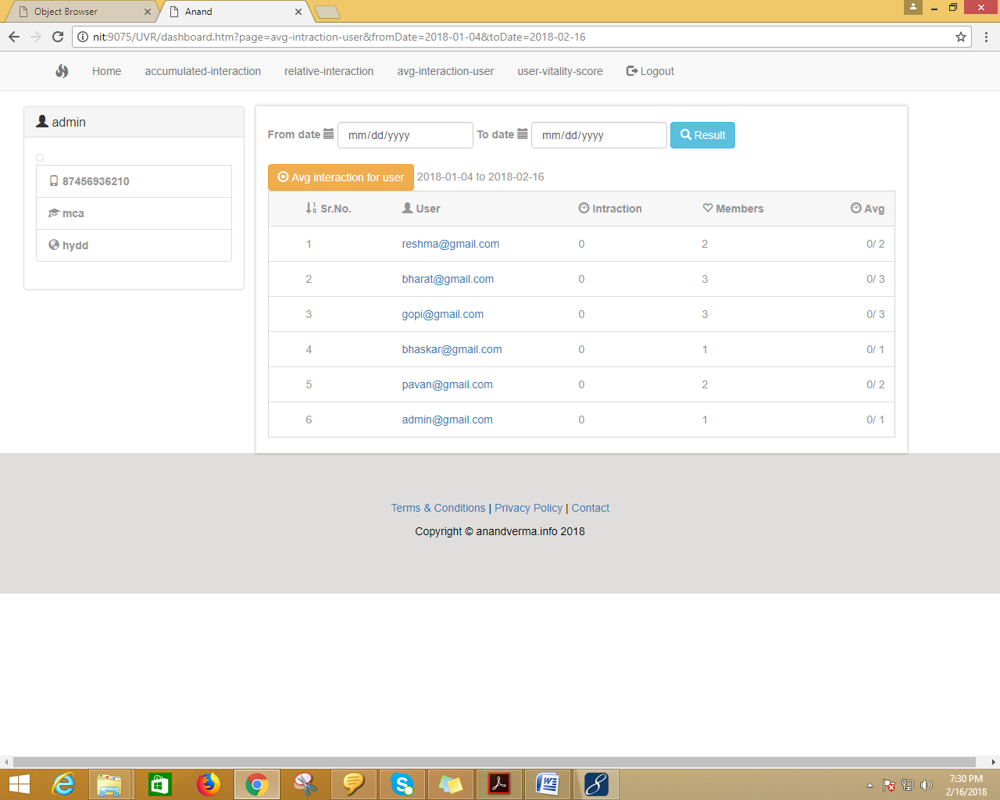 Object Browser
Anand
nit:9075/UVR/dashboard.htm?page=avg-intraction-user&fromDate=2018-01-04&toDate=2018-02-16
Home accumulated-interaction relative-interaction avg-interaction-user user-vitality-score Logout
admin
87456936210
mca
hydd
From date mm/dd/yyyy To date mm/dd/yyyy Result
Avg interaction for user 2018-01-04 to 2018-02-16
Sr.No. User Intraction Members Avg
1 reshma@gmail.com 0 2 0/ 2
2 bharat@gmail.com 0 3 0/ 3
3 gopi@gmail.com 0 3 0/ 3
4 bhaskar@gmail.com 0 1 0/ 1
5 pavan@gmail.com 0 2 0/ 2
6 admin@gmail.com 0 1 0/ 1
Terms & Conditions | Privacy Policy | Contact
Copyright © anandverma.info 2018
7:30 PM
2/16/2018